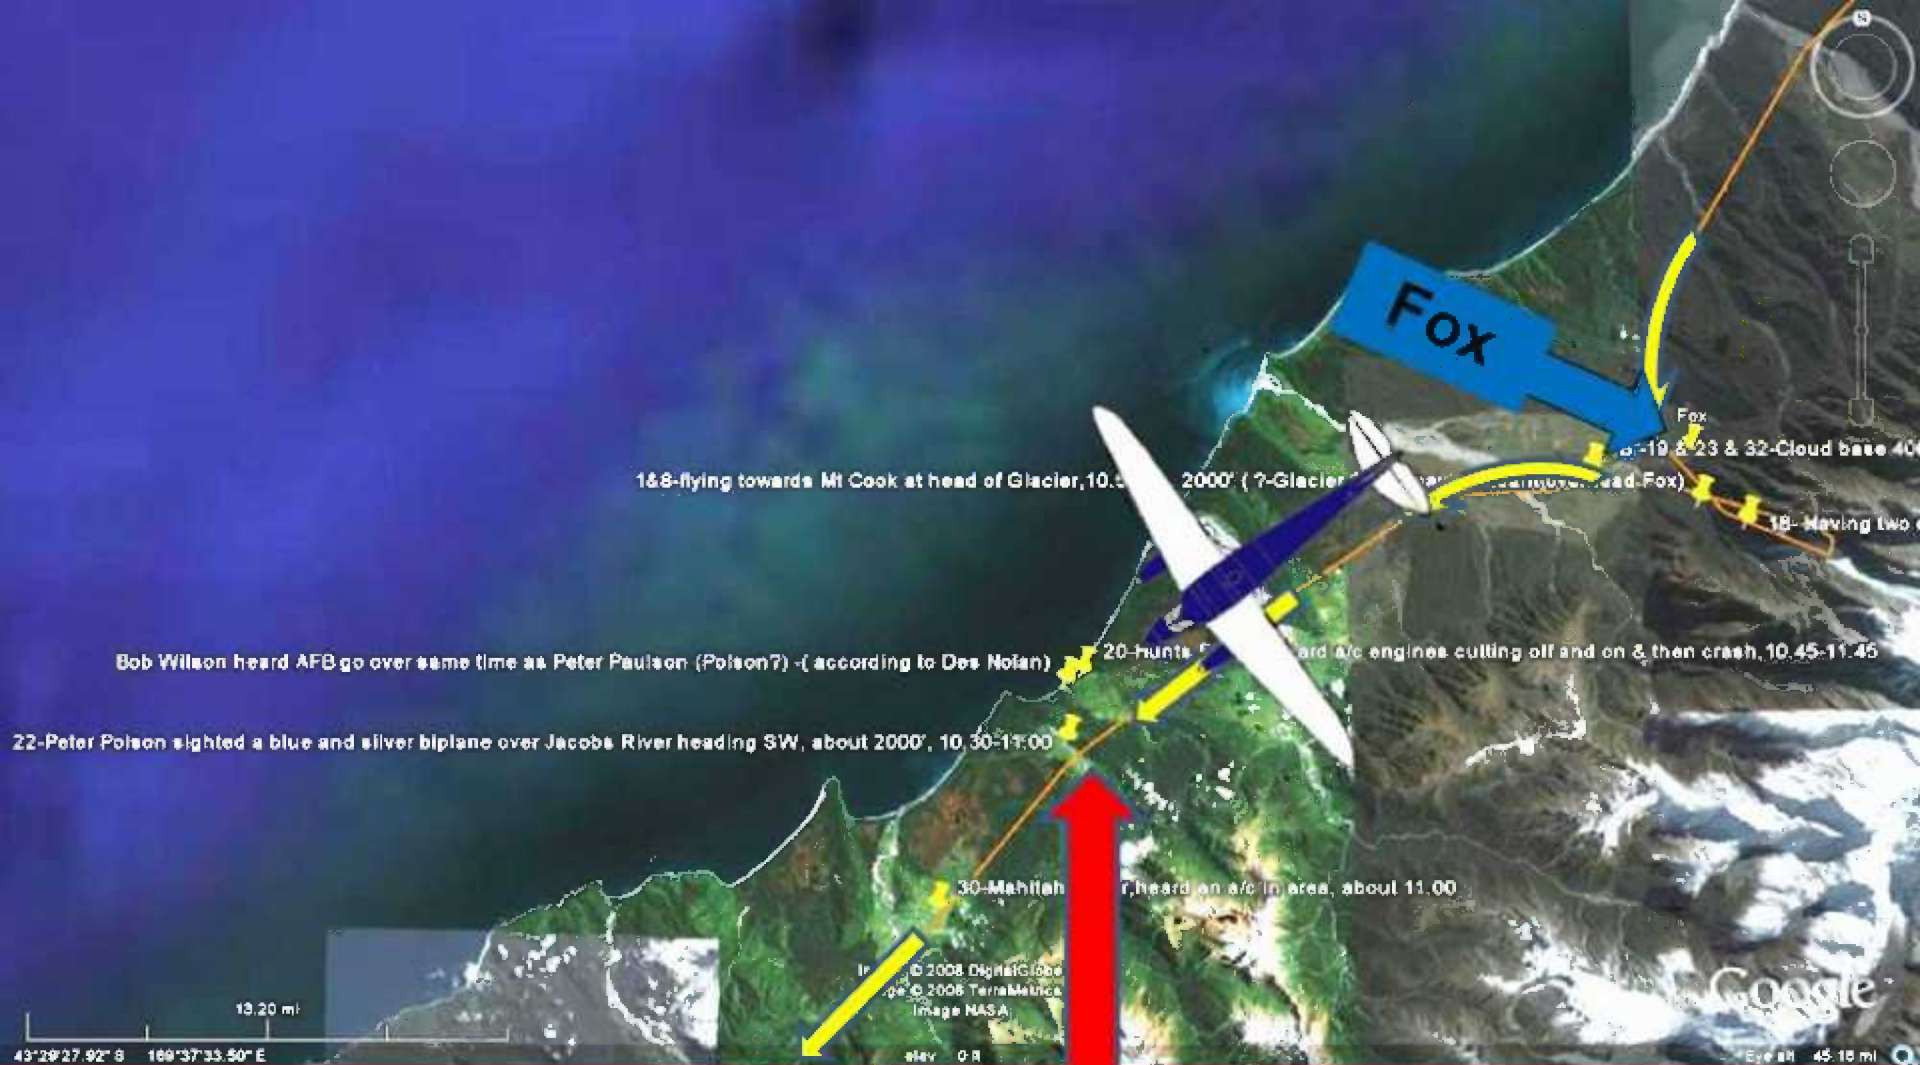 Fox
Fox
-19 & 23 & 32-Cloud base 40
1&8-flying towards Mt Cook at head of Glacier,10. 2000' ( ?-Glacier Fox)
18- Having two
Bob Wilson heard AFB go over same time as Peter Paulson (Polson?) -( according to Des Nolan)
20-Hunts a/c engines cutting off and on & then crash, 10.45-11.45
22-Peter Polson sighted a blue and silver biplane over Jacobs River heading SW, about 2000', 10.30-11.00
30-Mahitah heard an a/c in area, about 11.00
© 2008 DigitalGlobe
© 2008 TerraMetrics
Image NASA
Google
13.20 mi
43°29'27.92" S 169°37'33.50" E
elev 0 ft
Eye alt 45.16 mi